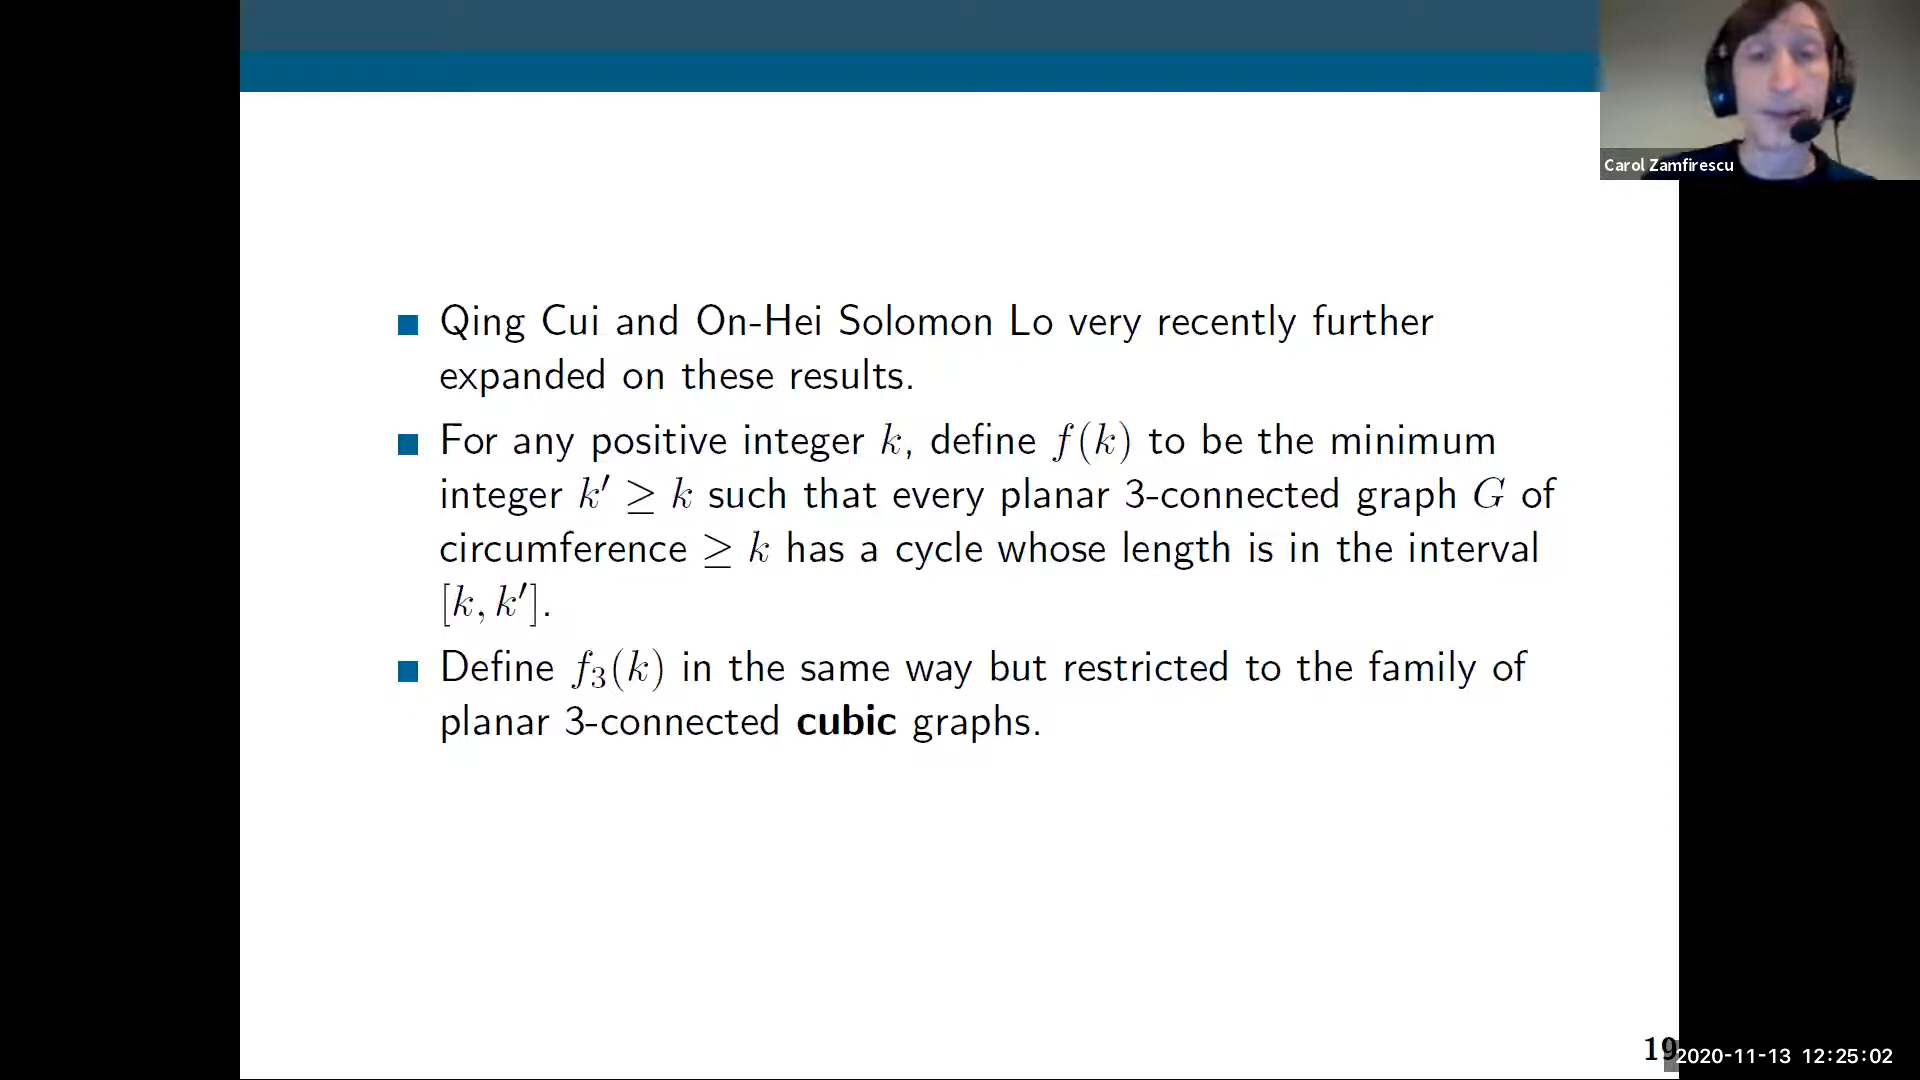 Carol Zamfirescu
Qing Cui and On-Hei Solomon Lo very recently further
expanded on these results.
For any positive integer k, define f(k) to be the minimum
integer k′ ≥ k such that every planar 3-connected graph G of
circumference ≥ k has a cycle whose length is in the interval
[k, k′].
Define f₃(k) in the same way but restricted to the family of
planar 3-connected cubic graphs.
19
2020-11-13 12:25:02